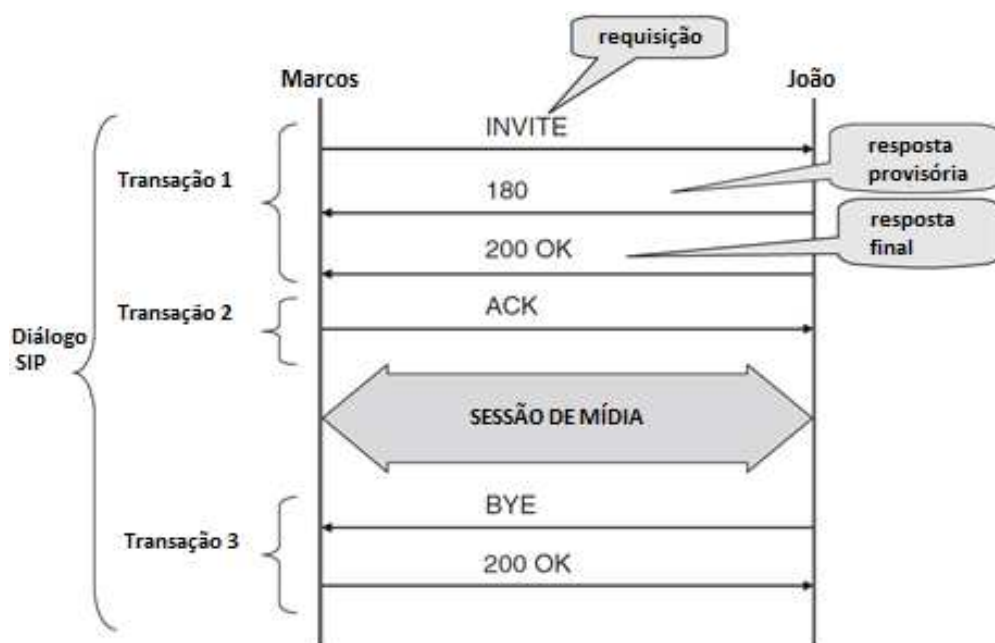 requisição
Marcos
João
INVITE
resposta
provisória
Transação 1
180
resposta
final
200 OK
Transação 2
ACK
Diálogo
SIP
SESSÃO DE MÍDIA
BYE
Transação 3
200 OK